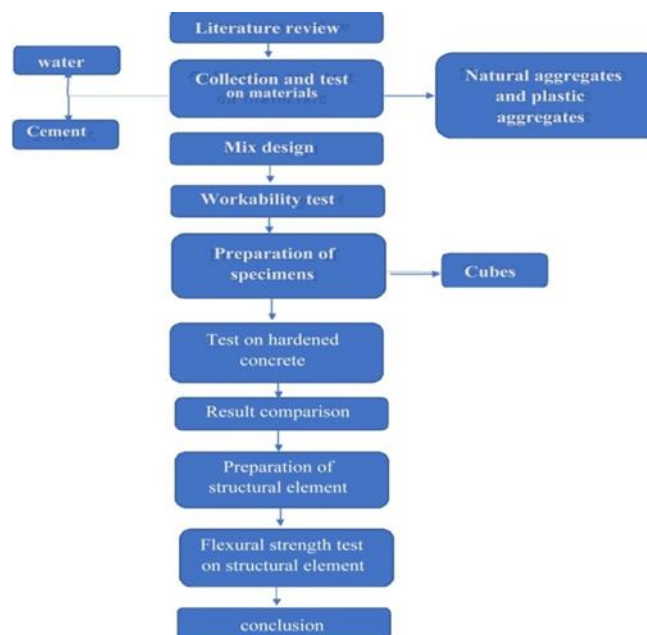 Literature review
water
Collection and test
on materials
Natural aggregates
and plastic
aggregates
Cement
Mix design
Workability test
Preparation of
specimens
Cubes
Test on hardened
concrete
Result comparison
Preparation of
structural element
Flexural strength test
on structural element
conclusion